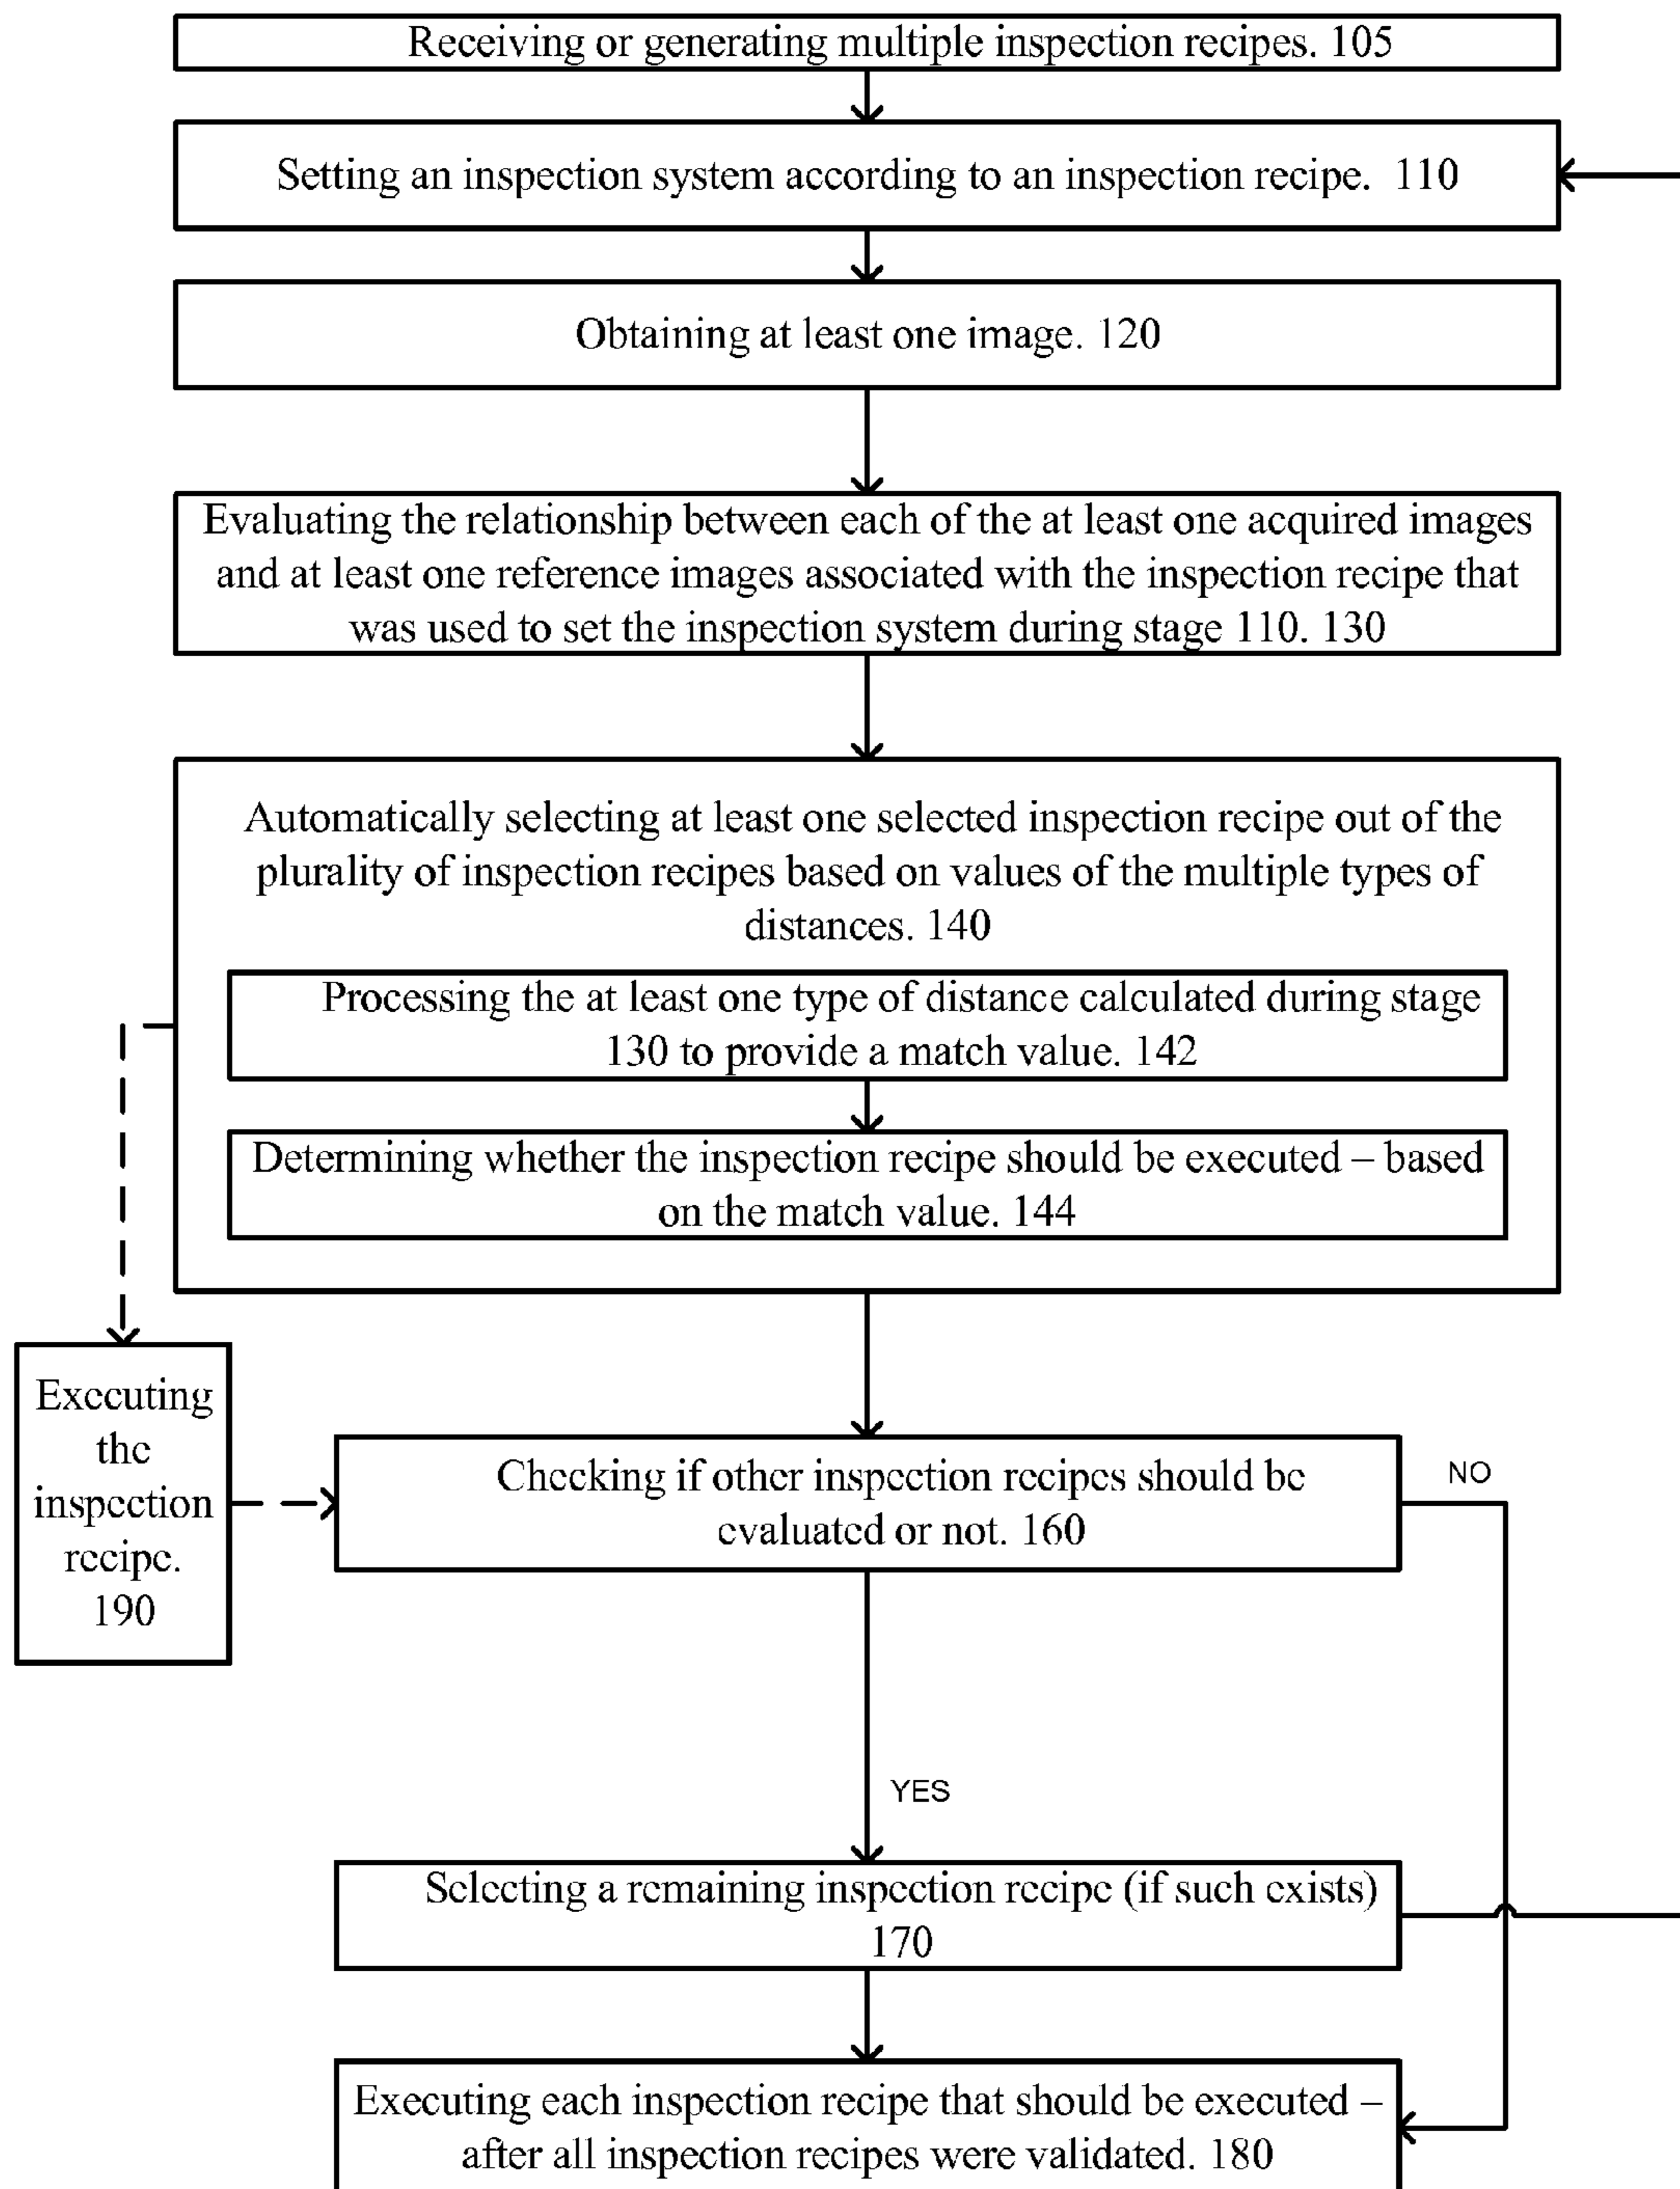 Receiving or generating multiple inspection recipes. 105
Setting an inspection system according to an inspection recipe. 110
Obtaining at least one image. 120
Evaluating the relationship between each of the at least one acquired images
and at least one reference images associated with the inspection recipe that
was used to set the inspection system during stage 110. 130
Automatically selecting at least one selected inspection recipe out of the
plurality of inspection recipes based on values of the multiple types of
distances. 140
Processing the at least one type of distance calculated during stage
130 to provide a match value. 142
Determining whether the inspection recipe should be executed – based
on the match value. 144
Executing
the
inspection
recipe.
190
Checking if other inspection recipes should be
evaluated or not. 160
NO
YES
Selecting a remaining inspection recipe (if such exists)
170
Executing each inspection recipe that should be executed –
after all inspection recipes were validated. 180